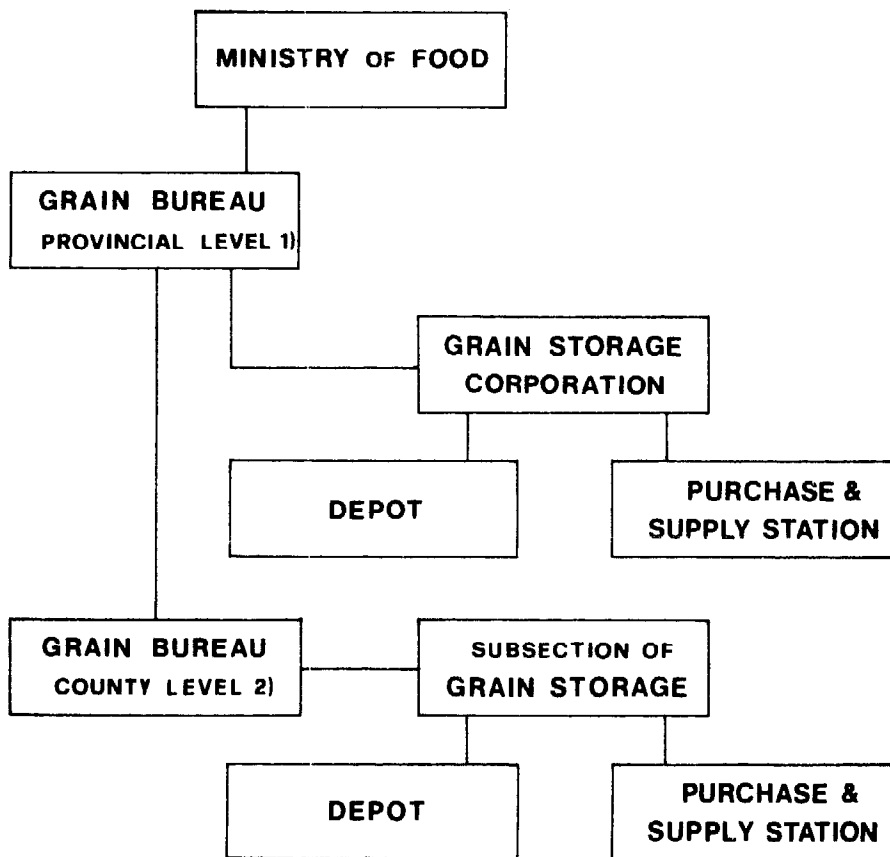 MINISTRY OF FOOD
GRAIN BUREAU
PROVINCIAL LEVEL 1)
GRAIN STORAGE
CORPORATION
DEPOT
PURCHASE &
SUPPLY STATION
GRAIN BUREAU
COUNTY LEVEL 2)
SUBSECTION OF
GRAIN STORAGE
DEPOT
PURCHASE &
SUPPLY STATION